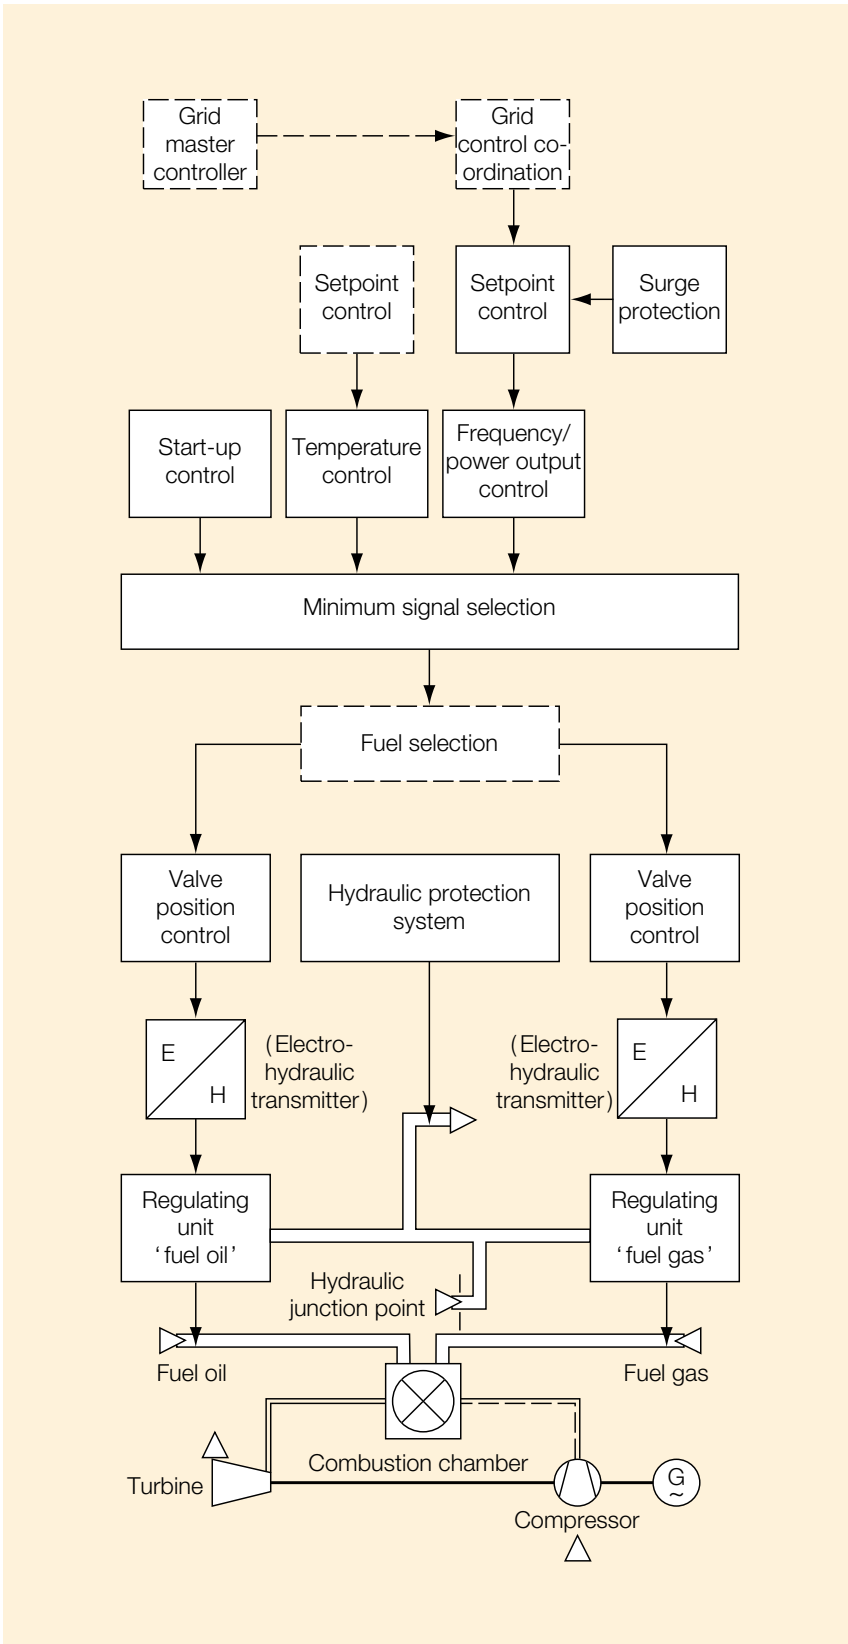 Grid
master
controller
Grid
control co-
ordination
Setpoint
control
Setpoint
control
Surge
protection
Start-up
control
Temperature
control
Frequency/
power output
control
Minimum signal selection
Fuel selection
Valve
position
control
Hydraulic protection
system
Valve
position
control
E
H
(Electro-
hydraulic
transmitter)
(Electro-
hydraulic
transmitter)
E
H
Regulating
unit
‘fuel oil’
Regulating
unit
‘fuel gas’
Hydraulic
junction point
Fuel oil
Fuel gas
Combustion chamber
Turbine
G
~
Compressor